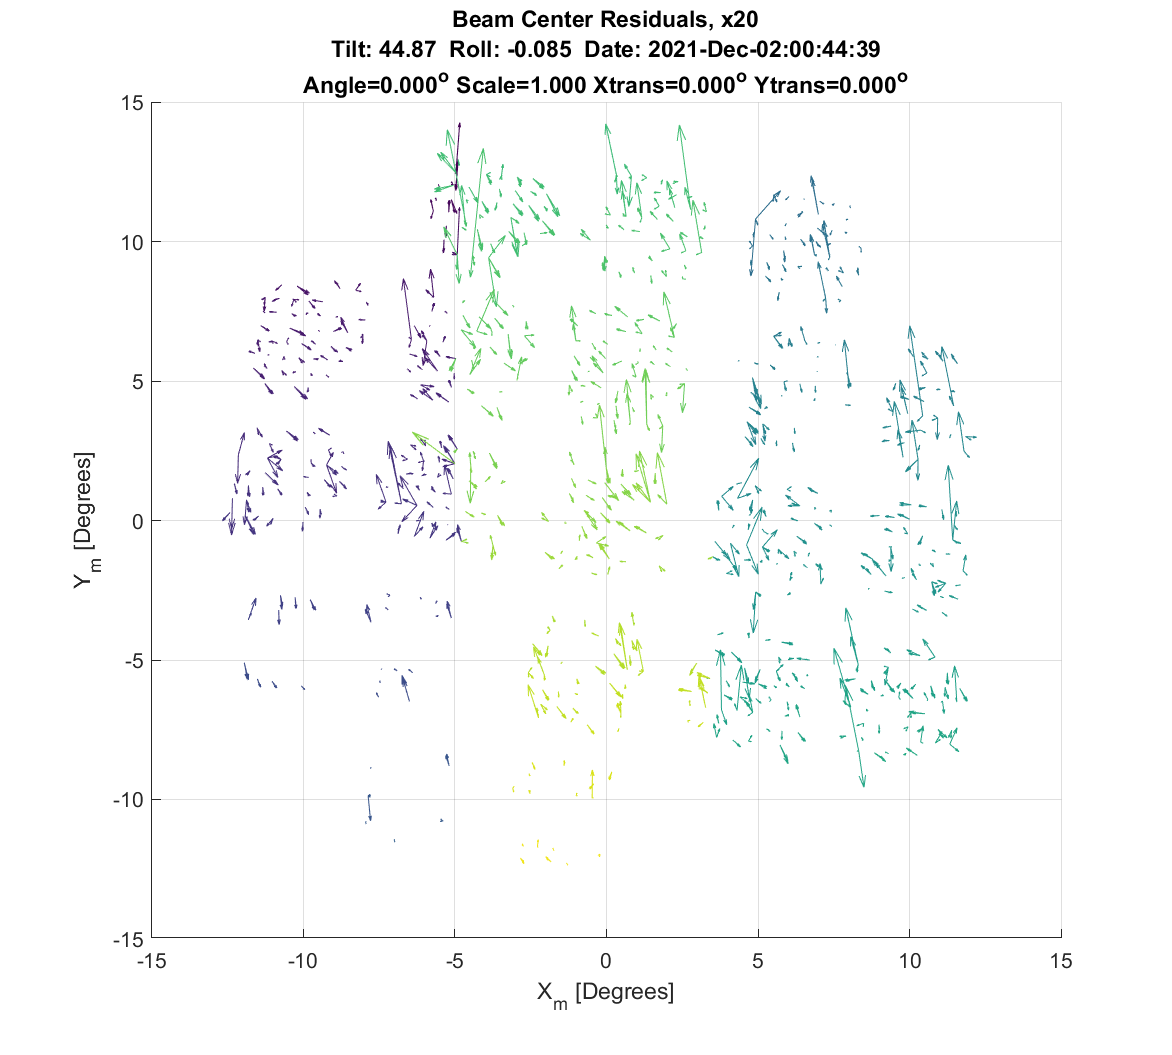 Beam Center Residuals, x20
Tilt: 44.87  Roll: -0.085  Date: 2021-Dec-02:00:44:39
Angle=0.000° Scale=1.000 Xtrans=0.000° Ytrans=0.000°
15
10
5
0
-5
-10
-15
Y_m [Degrees]
-15 -10 -5 0 5 10 15
X_m [Degrees]